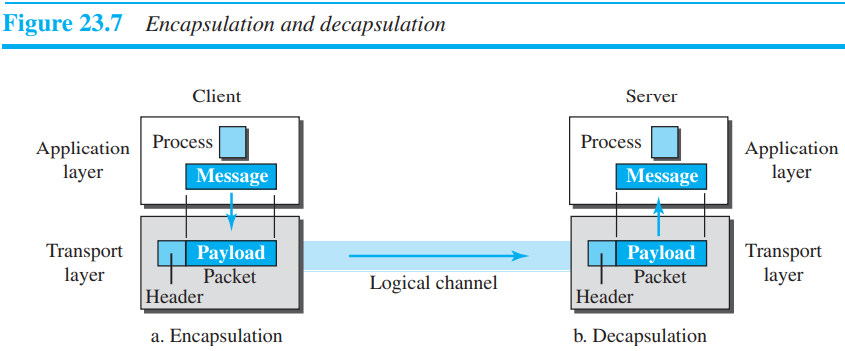 Figure 23.7 Encapsulation and decapsulation
Client
Server
Application
layer
Process
Message
Process
Message
Application
layer
Transport
layer
Payload
Packet
Header
Logical channel
Payload
Packet
Header
Transport
layer
a. Encapsulation
b. Decapsulation